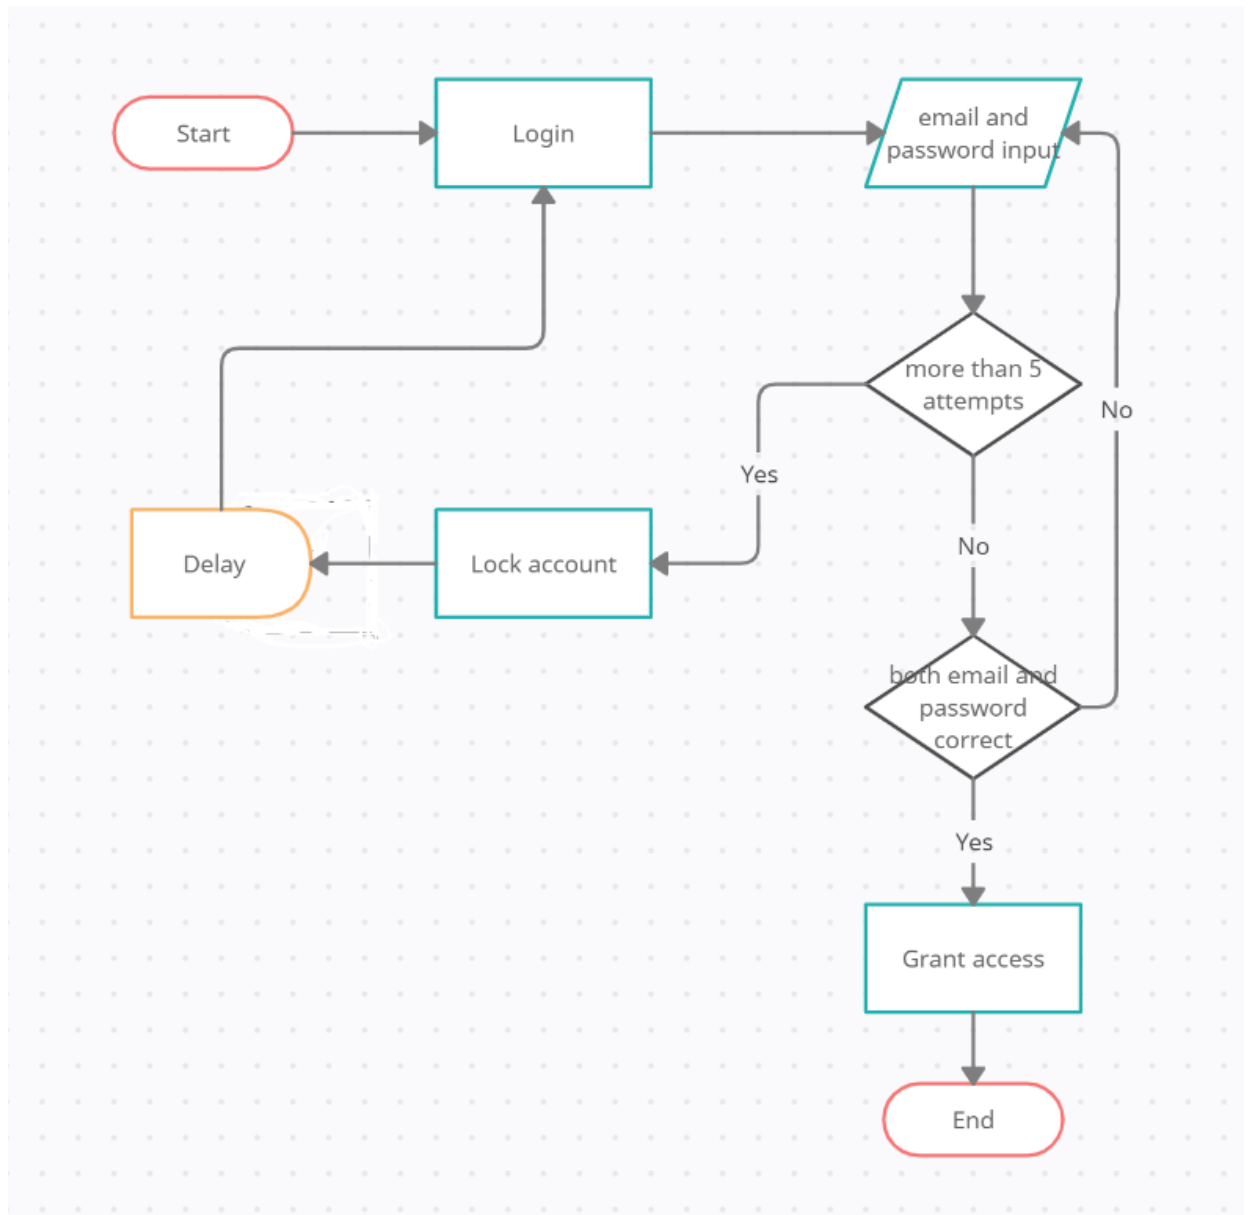 Start
Login
email and
password input
more than 5
attempts
No
Yes
Delay
Lock account
No
both email and
password
correct
Yes
Grant access
End